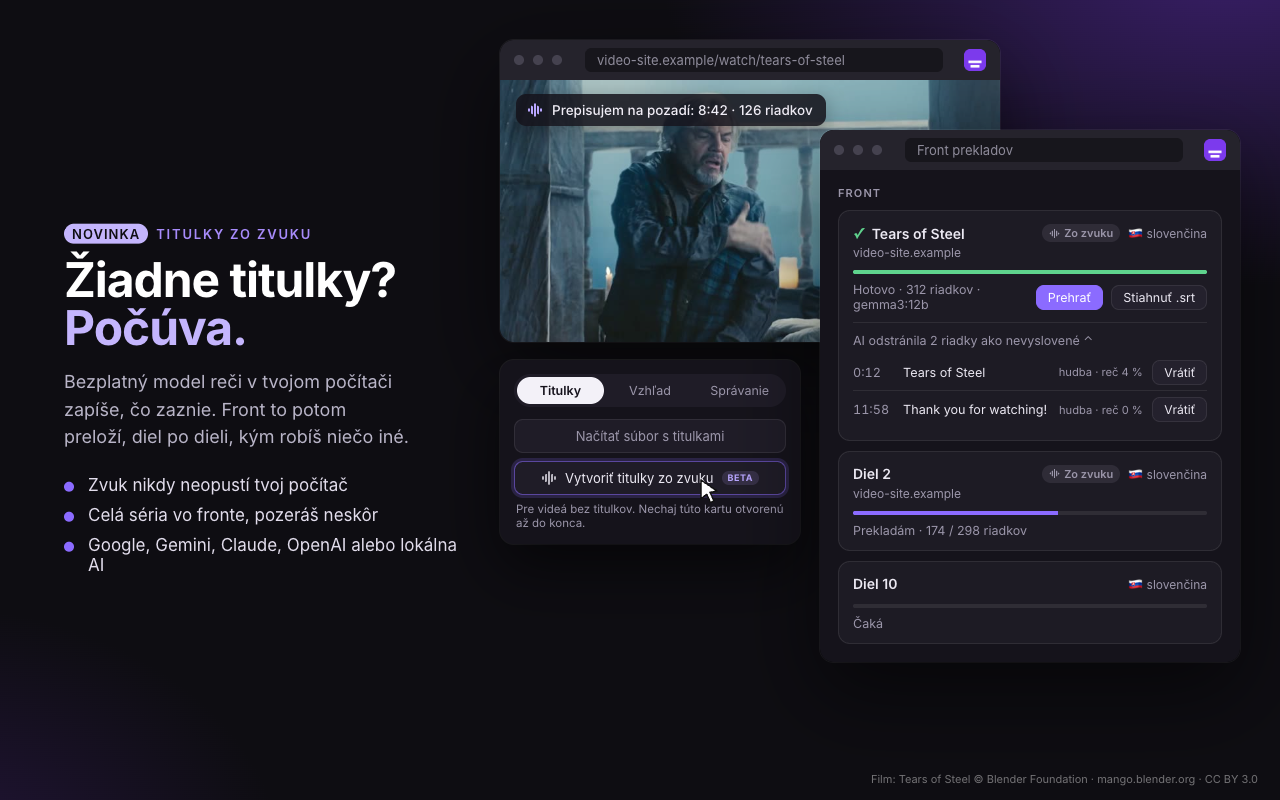 NOVINKA TITULKY ZO ZVUKU
Žiadne titulky?
Počúva.
Bezplatný model reči v tvojom počítači
zapíše, čo zaznie. Front to potom
preloží, diel po dieli, kým robíš niečo iné.
Zvuk nikdy neopustí tvoj počítač
Celá séria vo fronte, pozeráš neskôr
Google, Gemini, Claude, OpenAI alebo lokálna
AI
video-site.example/watch/tears-of-steel
Prepisujem na pozadí: 8:42 · 126 riadkov
Titulky Vzhľad Správanie
Načítať súbor s titulkami
Vytvoriť titulky zo zvuku BETA
Pre videá bez titulkov. Nechaj túto kartu otvorenú
až do konca.
Front prekladov
FRONT
✓ Tears of Steel Zo zvuku slovenčina
video-site.example
Hotovo · 312 riadkov ·
gemma3:12b
Prehrať Stiahnuť .srt
AI odstránila 2 riadky ako nevyslovené ^
0:12 Tears of Steel hudba · reč 4 % Vrátiť
11:58 Thank you for watching! hudba · reč 0 % Vrátiť
Diel 2 Zo zvuku slovenčina
video-site.example
Prekladám · 174 / 298 riadkov
Diel 10 slovenčina
Čaká
Film: Tears of Steel © Blender Foundation · mango.blender.org · CC BY 3.0